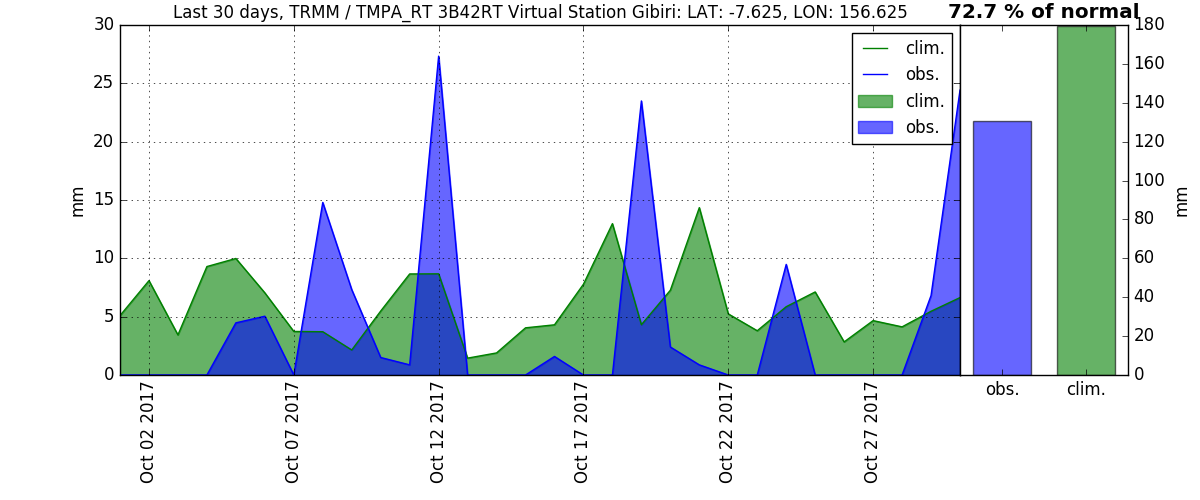 Last 30 days, TRMM / TMPA_RT 3B42RT Virtual Station Gibiri: LAT: -7.625, LON: 156.625
72.7 % of normal
30
25
20
15
10
5
0
mm
clim.
obs.
clim.
obs.
180
160
140
120
100
80
60
40
20
0
mm
obs.
clim.
Oct 02 2017
Oct 07 2017
Oct 12 2017
Oct 17 2017
Oct 22 2017
Oct 27 2017